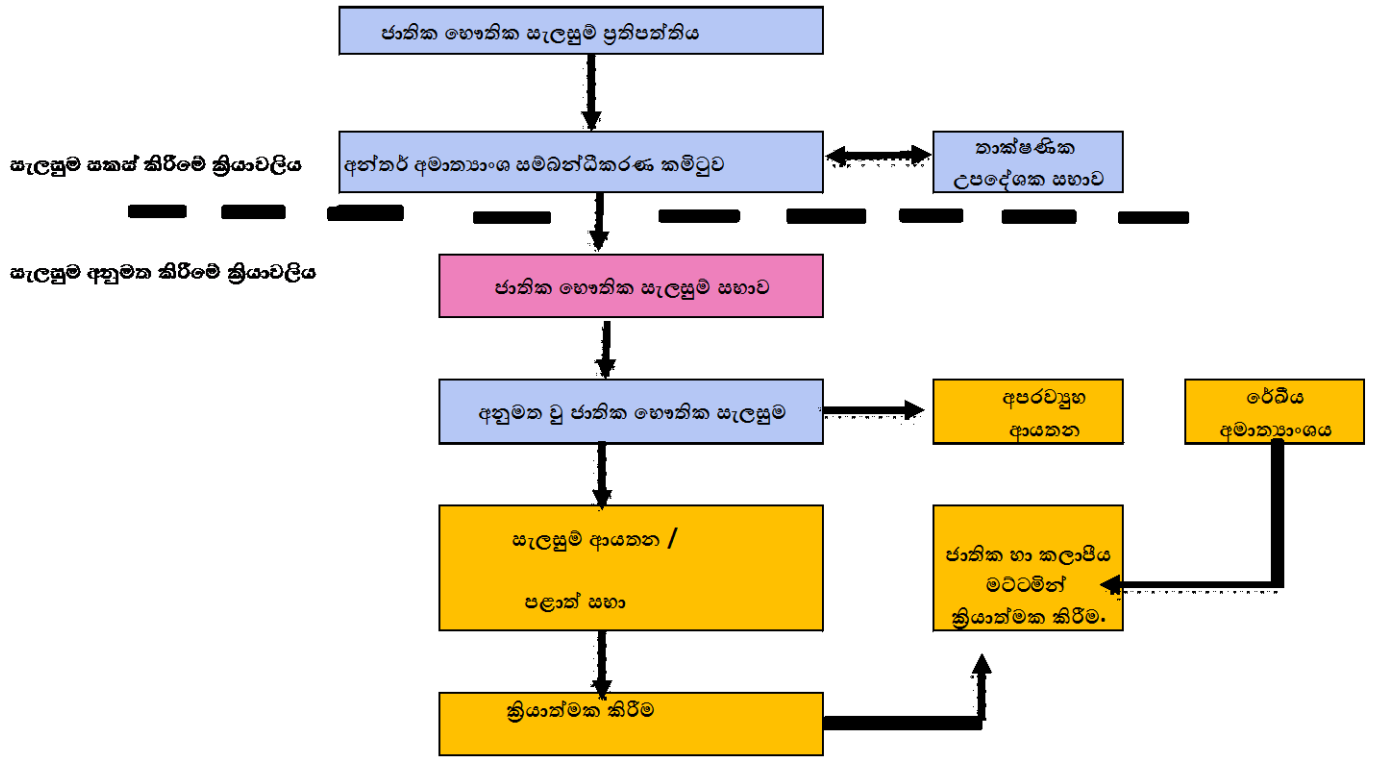 ජාතික භෞතික සැලසුම් ප්‍රතිපත්තිය
සැලසුම සකස් කිරීමේ ක්‍රියාවලිය
අන්තර් අමාත්‍යාංශ සම්බන්ධීකරණ කමිටුව
තාක්ෂණික
උපදේශක සභාව
සැලසුම අනුමත කිරීමේ ක්‍රියාවලිය
ජාතික භෞතික සැලසුම් සභාව
අනුමත වු ජාතික භෞතික සැලසුම
අපරව්‍යුහ
ආයතන
රේඛීය
අමාත්‍යාංශය
සැලසුම් ආයතන /
පළාත් සභා
ජාතික හා කලාපීය
මට්ටමින්
ක්‍රියාත්මක කිරීම.
ක්‍රියාත්මක කිරීම